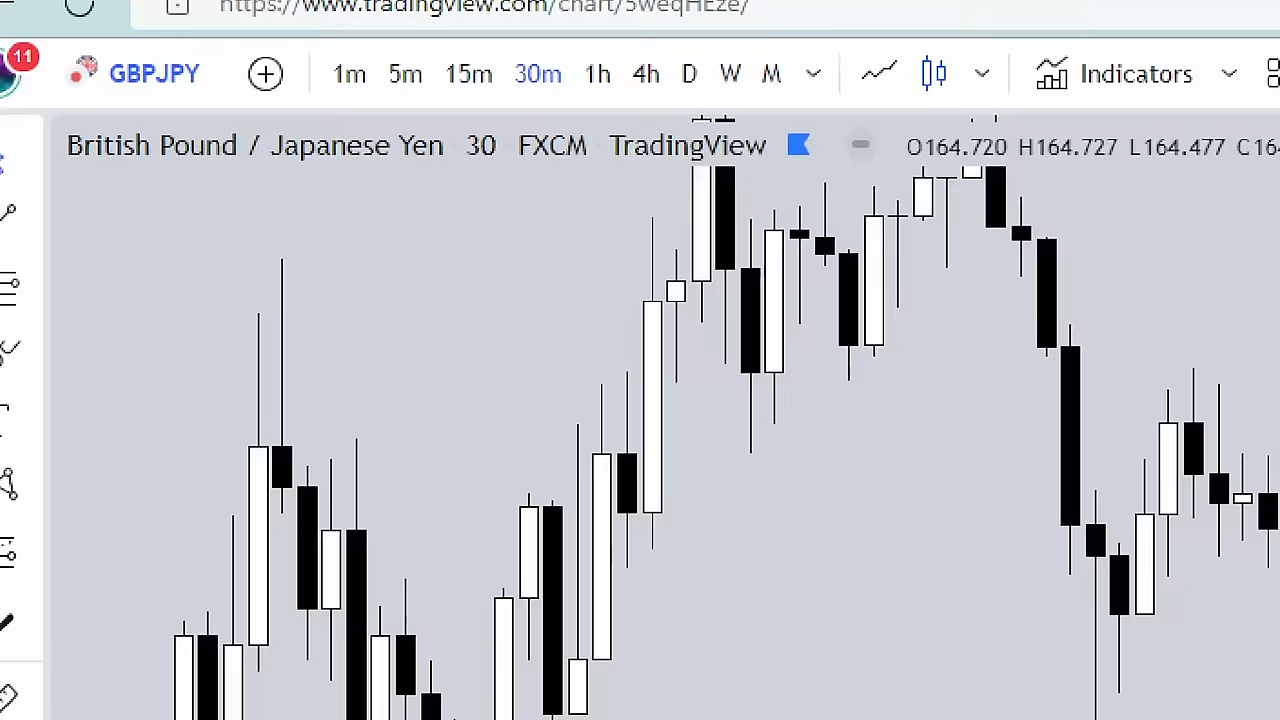 https://www.tradingview.com/chart/5weqHEze/
11 GBPJPY 1m 5m 15m 30m 1h 4h D W M Indicators
British Pound / Japanese Yen 30 FXCM TradingView O164.720 H164.727 L164.477 C164